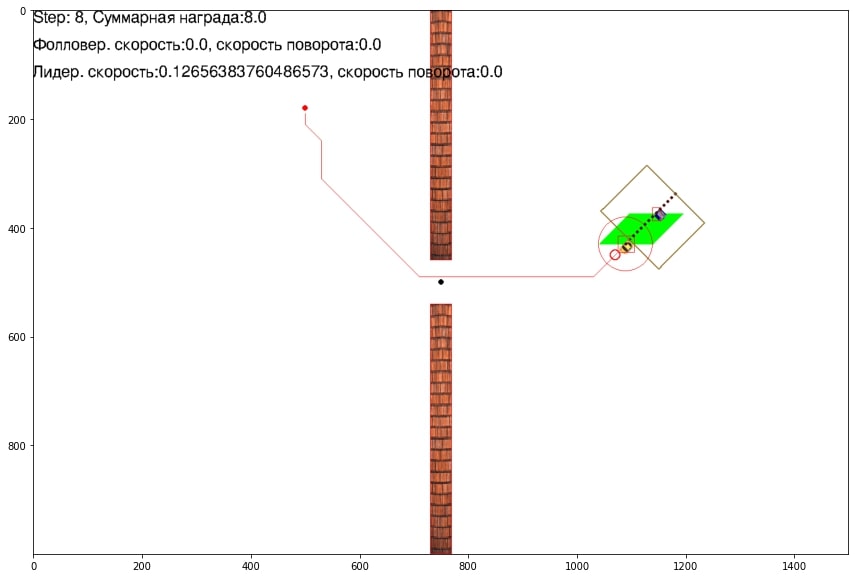 Step: 8, Суммарная награда:8.0
Фолловер. скорость:0.0, скорость поворота:0.0
Лидер. скорость:0.12656383760486573, скорость поворота:0.0
0
200
400
600
800
0 200 400 600 800 1000 1200 1400